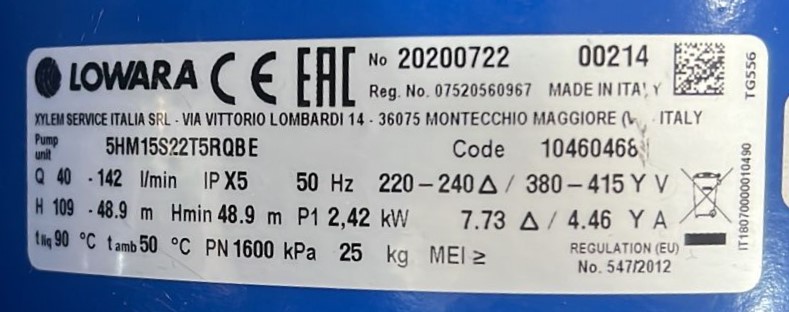 LOWARA CE EAC No 20200722 00214
Reg. No. 07520560967 MADE IN ITALY
XYLEM SERVICE ITALIA SRL - VIA VITTORIO LOMBARDI 14 - 36075 MONTECCHIO MAGGIORE ITALY
Pump unit 5HM15S22T5RQBE Code 10460468
Q 40 - 142 l/min IP X5 50 Hz 220-240 Δ / 380-415 Y V
H 109 - 48.9 m Hmin 48.9 m P1 2,42 kW 7.73 Δ / 4.46 Y A
tliq 90 °C tamb 50 °C PN 1600 kPa 25 kg MEI ≥
REGULATION (EU)
No. 547/2012
TG556
IT18070000010490